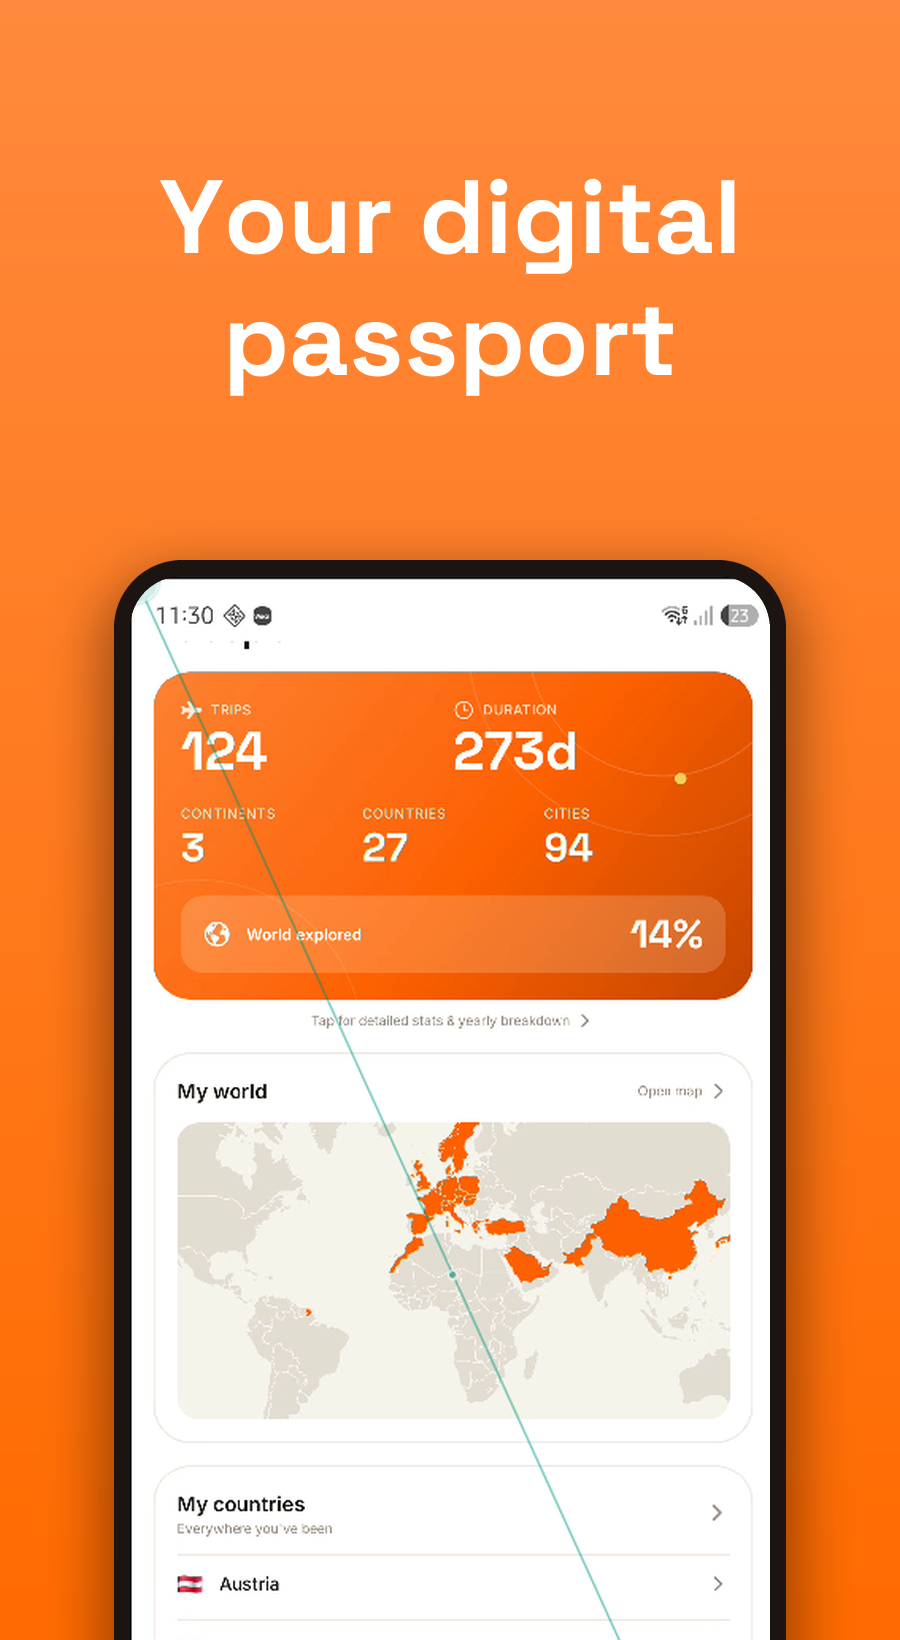 Your digital
passport
11:30
23
TRIPS
DURATION
124
273d
CONTINENTS
COUNTRIES
CITIES
3
27
94
World explored
14%
Tap for detailed stats & yearly breakdown
My world
Open map
My countries
Everywhere you've been
Austria